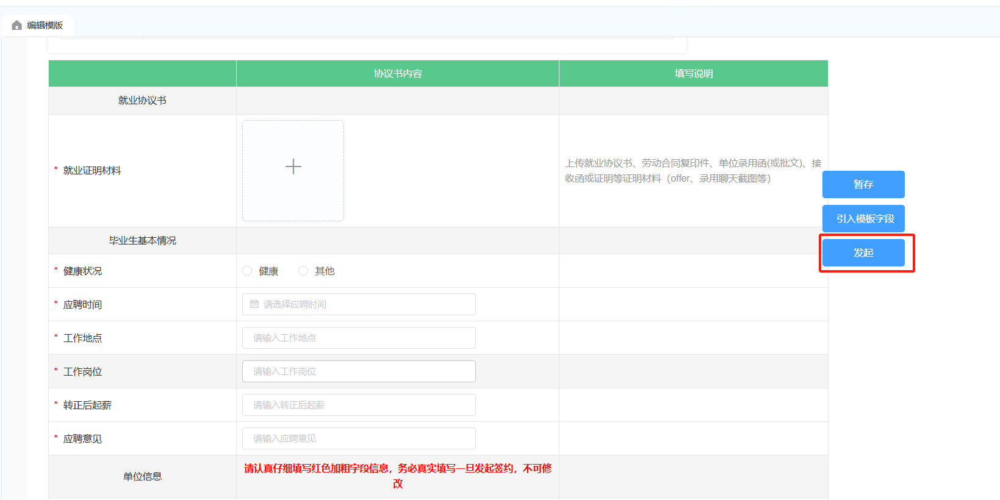 编辑模版
协议书内容
填写说明
就业协议书
* 就业证明材料
上传就业协议书、劳动合同复印件、单位录用函(或批文)、接
收函或证明等证明材料（offer、录用聊天截图等）
暂存
引入模板字段
发起
毕业生基本情况
* 健康状况
健康
其他
* 应聘时间
请选择应聘时间
* 工作地点
请输入工作地点
* 工作岗位
请输入工作岗位
* 转正后起薪
请输入转正后起薪
* 应聘意见
请输入应聘意见
单位信息
请认真仔细填写红色加粗字段信息，务必真实填写一旦发起签约，不可修
改